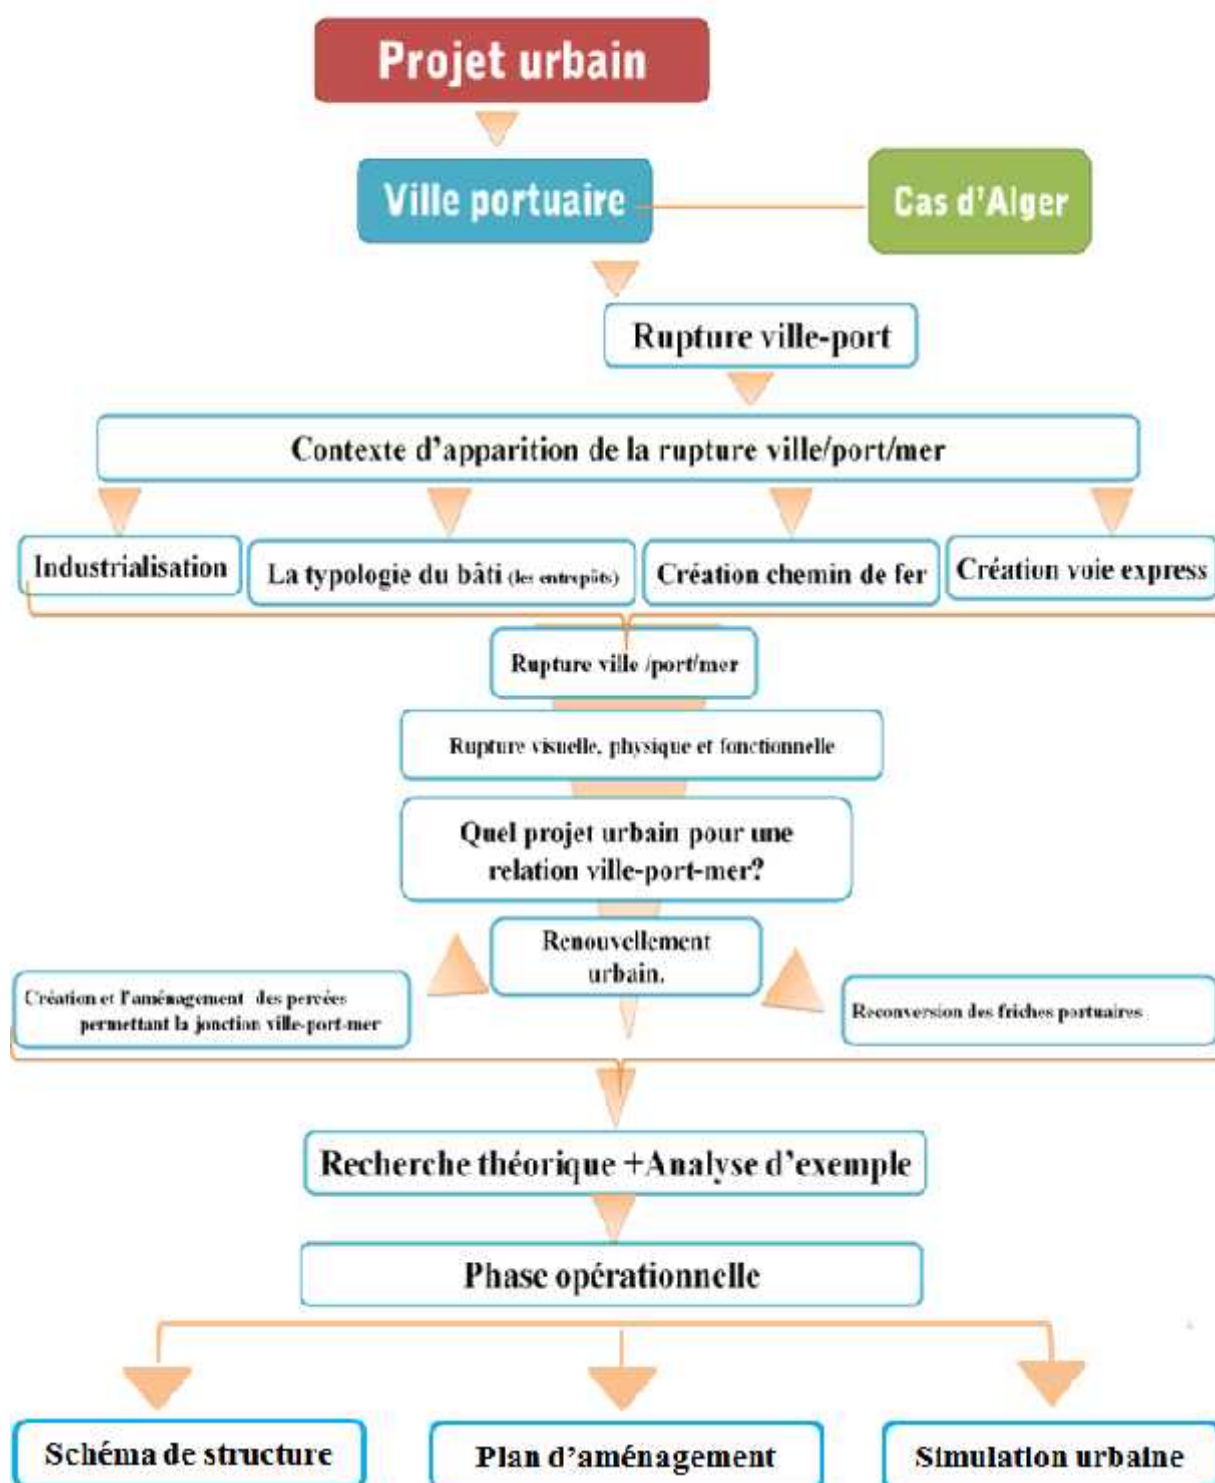 Projet urbain
Ville portuaire
Cas d'Alger
Rupture ville-port
Contexte d'apparition de la rupture ville/port/mer
Industrialisation
La typologie du bâti (les entrepôts)
Création chemin de fer
Création voie express
Rupture ville /port/mer
Rupture visuelle, physique et fonctionnelle
Quel projet urbain pour une
relation ville-port-mer?
Renouvellement
urbain.
Création et l'aménagement des percées
permettant la jonction ville-port-mer
Reconversion des friches portuaires
Recherche théorique +Analyse d'exemple
Phase opérationnelle
Schéma de structure
Plan d'aménagement
Simulation urbaine